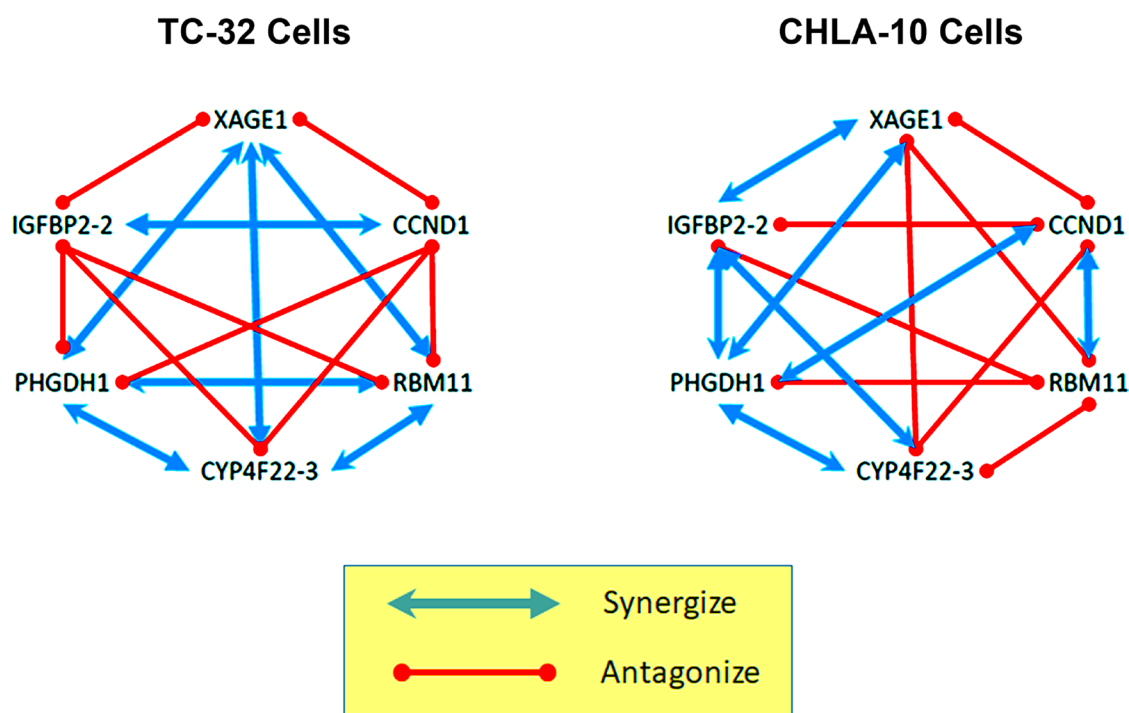 TC-32 Cells
CHLA-10 Cells
XAGE1
XAGE1
IGFBP2-2
CCND1
IGFBP2-2
CCND1
PHGDH1
RBM11
PHGDH1
RBM11
CYP4F22-3
CYP4F22-3
Synergize
Antagonize